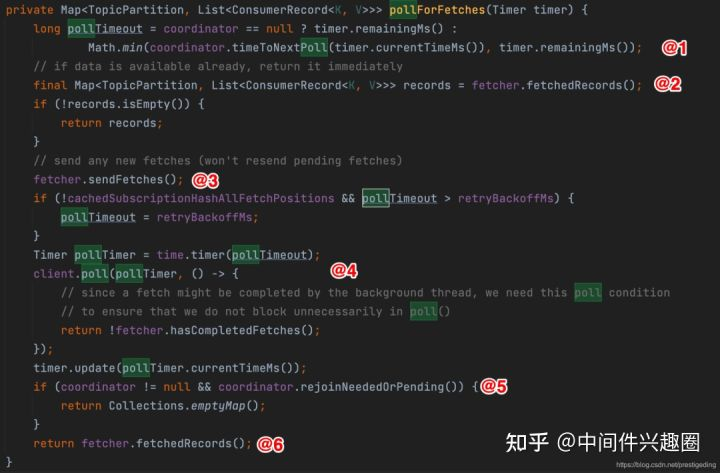 private Map<TopicPartition, List<ConsumerRecord<K, V>>> pollForFetches(Timer timer) {
    long pollTimeout = coordinator == null ? timer.remainingMs() :
            Math.min(coordinator.timeToNextPoll(timer.currentTimeMs()), timer.remainingMs()); @1
    // if data is available already, return it immediately
    final Map<TopicPartition, List<ConsumerRecord<K, V>>> records = fetcher.fetchedRecords(); @2
    if (!records.isEmpty()) {
        return records;
    }
    // send any new fetches (won't resend pending fetches)
    fetcher.sendFetches(); @3
    if (!cachedSubscriptionHashAllFetchPositions && pollTimeout > retryBackoffMs) {
        pollTimeout = retryBackoffMs;
    }
    Timer pollTimer = time.timer(pollTimeout);
    client.poll(pollTimer, () -> { @4
        // since a fetch might be completed by the background thread, we need this poll condition
        // to ensure that we do not block unnecessarily in poll()
        return !fetcher.hasCompletedFetches();
    });
    timer.update(pollTimer.currentTimeMs());
    if (coordinator != null && coordinator.rejoinNeededOrPending()) { @5
        return Collections.emptyMap();
    }
    return fetcher.fetchedRecords(); @6
}
知乎 @中间件兴趣圈
https://blog.csdn.net/prestigeding